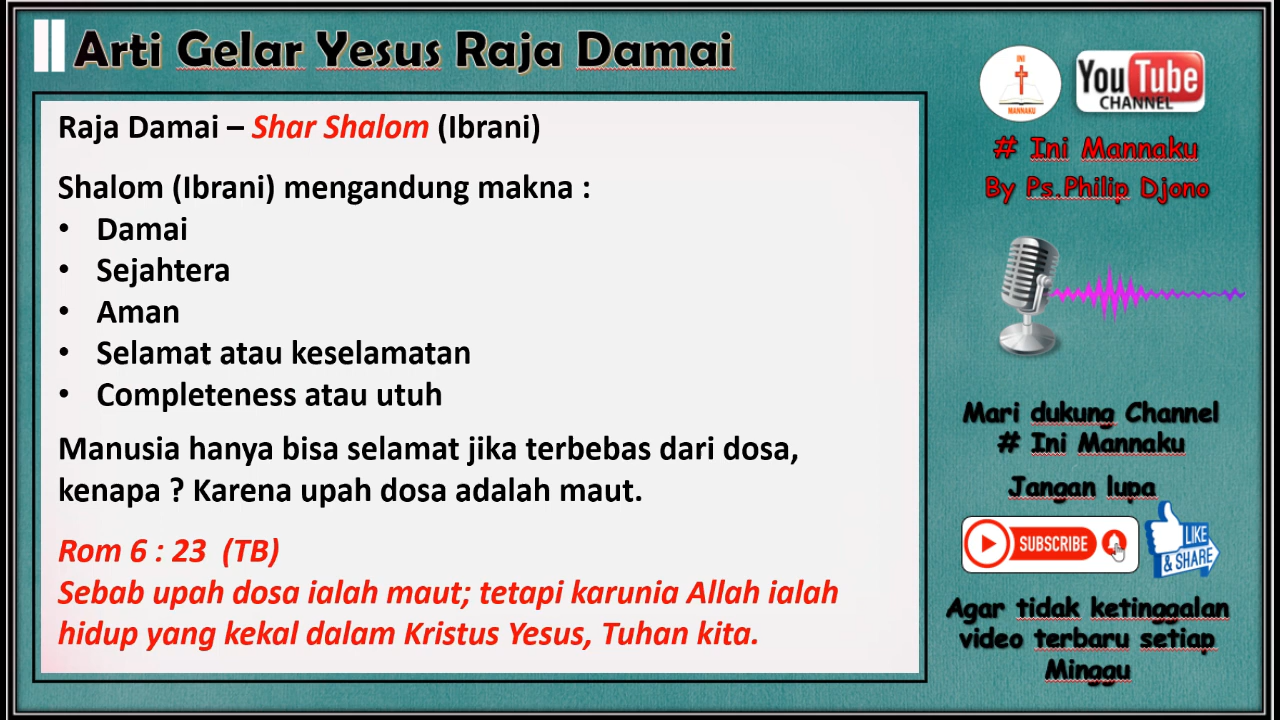 Arti Gelar Yesus Raja Damai
Raja Damai – Shar Shalom (Ibrani)
Shalom (Ibrani) mengandung makna :
• Damai
• Sejahtera
• Aman
• Selamat atau keselamatan
• Completeness atau utuh
Manusia hanya bisa selamat jika terbebas dari dosa,
kenapa ? Karena upah dosa adalah maut.
Rom 6 : 23 (TB)
Sebab upah dosa ialah maut; tetapi karunia Allah ialah
hidup yang kekal dalam Kristus Yesus, Tuhan kita.
INI
MANNAKU
YouTube
CHANNEL
# Ini Mannaku
By Ps.Philip Djono
Mari dukung Channel
# Ini Mannaku
Jangan lupa
SUBSCRIBE
LIKE
& SHARE
Agar tidak ketinggalan
video terbaru setiap
Minggu